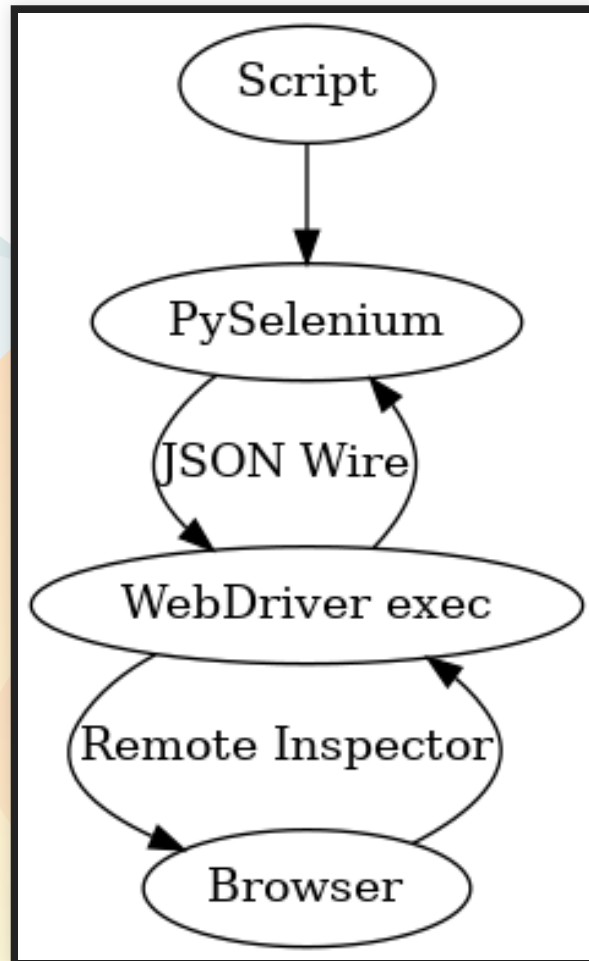 Script
PySelenium
JSON Wire
WebDriver exec
Remote Inspector
Browser